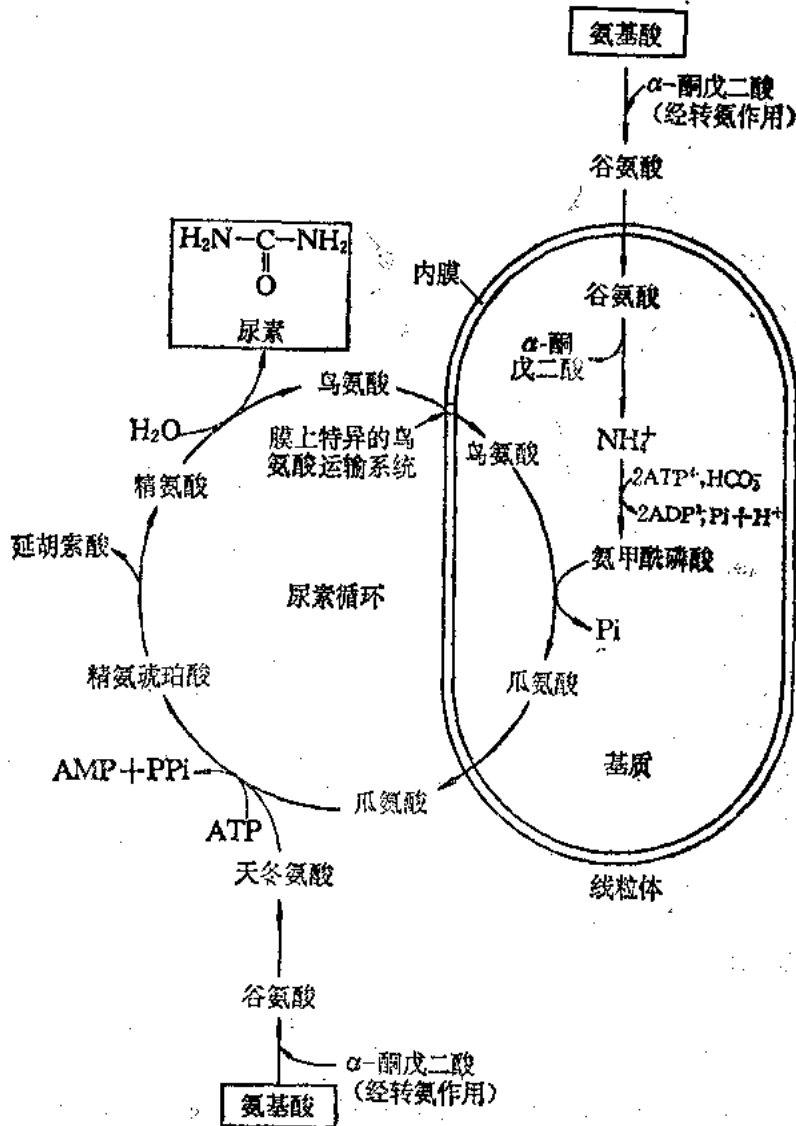 氨基酸
α-酮戊二酸
(经转氨作用)
谷氨酸
H₂N-C-NH₂
O
尿素
内膜
谷氨酸
α-酮
戊二酸
鸟氨酸
H₂O
膜上特异的鸟
氨酸运输系统
鸟氨酸
NH₄⁺
2ATP⁴⁻,HCO₃⁻
2ADP³⁻,Pi+H⁺
精氨酸
延胡索酸
氨甲酰磷酸
尿素循环
Pi
精氨琥珀酸
瓜氨酸
基质
AMP+PPi
瓜氨酸
ATP
天冬氨酸
线粒体
谷氨酸
α-酮戊二酸
(经转氨作用)
氨基酸